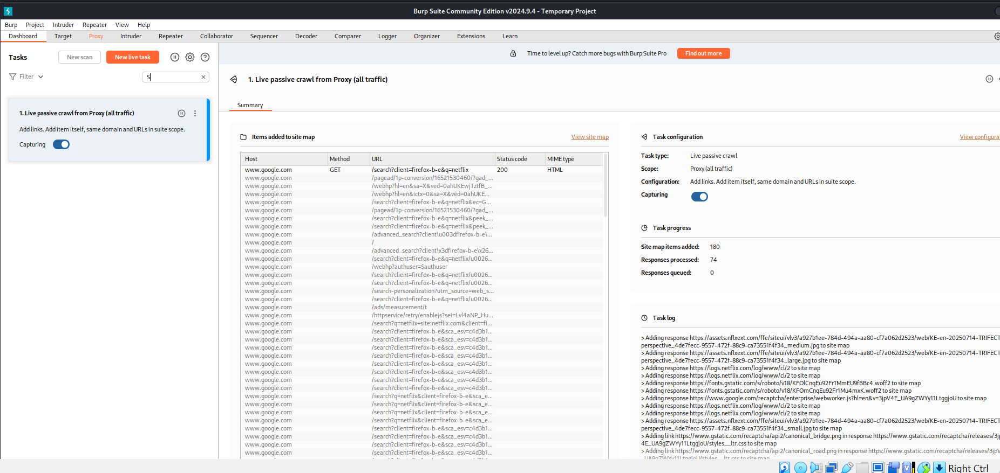 Burp Suite Community Edition v2024.9.4 - Temporary Project
Burp Project Intruder Repeater View Help
Dashboard Target Proxy Intruder Repeater Collaborator Sequencer Decoder Comparer Logger Organizer Extensions Learn
Tasks New scan New live task
Filter S
1. Live passive crawl from Proxy (all traffic)
Add links. Add item itself, same domain and URLs in suite scope.
Capturing
Time to level up? Catch more bugs with Burp Suite Pro Find out more
1. Live passive crawl from Proxy (all traffic)
Summary
Items added to site map View site map
Host Method URL Status code MIME type
www.google.com GET /search?client=firefox-b-e&q=netflix 200 HTML
www.google.com /pagead/1p-conversion/16521530460/?gad_...
www.google.com /webhp?hl=en&sa=X&ved=0ahUKEwjTztfB_...
www.google.com /webhp?hl=en&ictx=0&sa=X&ved=0ahUKE...
www.google.com /search?client=firefox-b-e&q=netflix&ec=G...
www.google.com /pagead/1p-conversion/16521530460/?gad_...
www.google.com /search?client=firefox-b-e&q=netflix&peek_...
www.google.com /search?client=firefox-b-e&q=netflix&peek_...
www.google.com /advanced_search?client\u003dfirefox-b-e\...
www.google.com /
www.google.com /advanced_search?client\x3dfirefox-b-e\x26...
www.google.com /search?client=firefox-b-e&q=netflix/u0026...
www.google.com /webhp?authuser=$authuser
www.google.com /search?client=firefox-b-e&q=netflix/u0026...
www.google.com /search?client=firefox-b-e&q=netflix/u0026...
www.google.com /search-personalization?utm_source=web_s...
www.google.com /search?client=firefox-b-e&q=netflix/u0026...
www.google.com /ads/measurement/t
www.google.com /httpservice/retry/enablejs?sei=Lvl4aNP_Hu...
www.google.com /search?q=netflix+site:netflix.com&client=fi...
www.google.com /search?client=firefox-b-e&sca_esv=c4d3b1...
www.google.com /search?client=firefox-b-e&sca_esv=c4d3b1...
www.google.com /search?client=firefox-b-e&sca_esv=c4d3b1...
www.google.com /search?client=firefox-b-e&sca_esv=c4d3b1...
www.google.com /search?client=firefox-b-e&sca_esv=c4d3b1...
www.google.com /search?client=firefox-b-e&sca_esv=c4d3b1...
www.google.com /search?client=firefox-b-e&sca_esv=c4d3b1...
www.google.com /search?client=firefox-b-e&sca_esv=c4d3b1...
www.google.com /search?q=netflix&client=firefox-b-e&sca_e...
www.google.com /search?q=netflix&client=firefox-b-e&sca_e...
www.google.com /search?q=netflix&client=firefox-b-e&sca_e...
www.google.com /search?q=netflix&client=firefox-b-e&sca_e...
www.google.com /search?client=firefox-b-e&sca_esv=c4d3b1...
www.google.com /search?client=firefox-b-e&sca_esv=c4d3b1...
www.google.com /search?client=firefox-b-e&sca_esv=c4d3b1...
www.google.com /search?client=firefox-b-e&sca_esv=c4d3b1...
Task configuration View configura
Task type: Live passive crawl
Scope: Proxy (all traffic)
Configuration: Add links. Add item itself, same domain and URLs in suite scope.
Capturing
Task progress
Site map items added: 180
Responses processed: 74
Responses queued: 0
Task log
> Adding response https://assets.nflxext.com/ffe/siteui/vlv3/a927b1ee-784d-494a-aa80-cf7a062d2523/web/KE-en-20250714-TRIFECT
perspective_4de7fecc-9557-472f-88c9-ca73551f4f34_medium.jpg to site map
> Adding response https://assets.nflxext.com/ffe/siteui/vlv3/a927b1ee-784d-494a-aa80-cf7a062d2523/web/KE-en-20250714-TRIFECT
perspective_4de7fecc-9557-472f-88c9-ca73551f4f34_large.jpg to site map
> Adding response https://logs.netflix.com/log/www/cl/2 to site map
> Adding response https://logs.netflix.com/log/www/cl/2 to site map
> Adding response https://fonts.gstatic.com/s/roboto/v18/KFOlCnqEu92Fr1MmEU9fBBc4.woff2 to site map
> Adding response https://fonts.gstatic.com/s/roboto/v18/KFOmCnqEu92Fr1Mu4mxK.woff2 to site map
> Adding response https://www.google.com/recaptcha/enterprise/webworker.js?hl=en&v=3jpV4E_UA9gZWYy11LtggjoU to site map
> Adding response https://logs.netflix.com/log/www/cl/2 to site map
> Adding response https://logs.netflix.com/log/www/cl/2 to site map
> Adding response https://assets.nflxext.com/ffe/siteui/vlv3/a927b1ee-784d-494a-aa80-cf7a062d2523/web/KE-en-20250714-TRIFECT
perspective_4de7fecc-9557-472f-88c9-ca73551f4f34_small.jpg to site map
> Adding link https://www.gstatic.com/recaptcha/api2/canonical_bridge.png in response https://www.gstatic.com/recaptcha/releases/3jp
4E_UA9gZWYy11LtggjoU/styles__ltr.css to site map
> Adding link https://www.gstatic.com/recaptcha/api2/canonical_road.png in response https://www.gstatic.com/recaptcha/releases/3jpV
_UA9gZWYy11LtggjoU/styles__ltr.css to site map
Right Ctrl